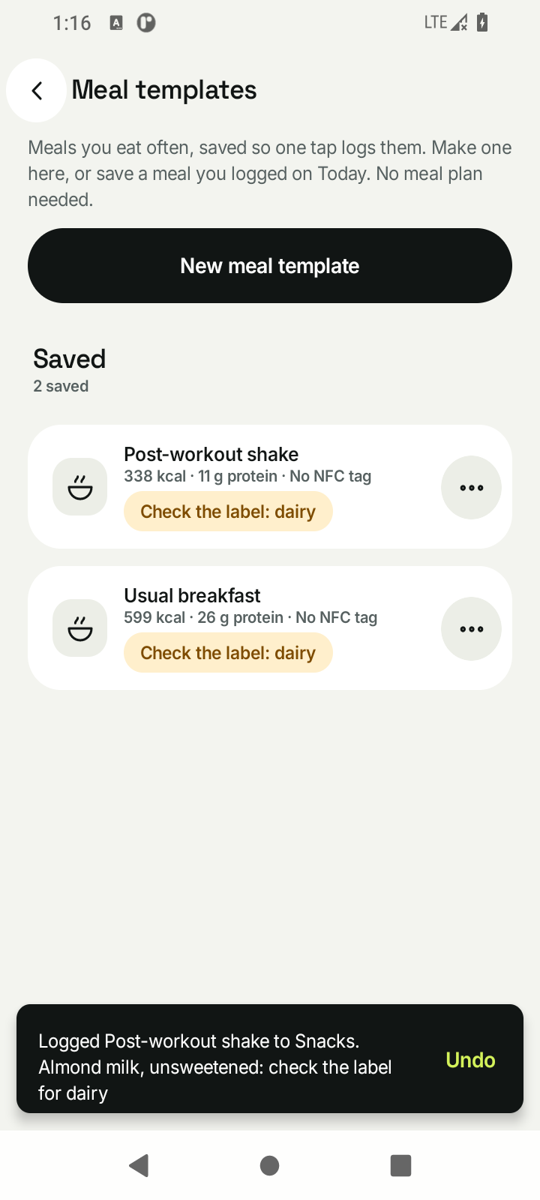 1:16
LTE
Meal templates
Meals you eat often, saved so one tap logs them. Make one
here, or save a meal you logged on Today. No meal plan
needed.
New meal template
Saved
2 saved
Post-workout shake
338 kcal · 11 g protein · No NFC tag
Check the label: dairy
Usual breakfast
599 kcal · 26 g protein · No NFC tag
Check the label: dairy
Logged Post-workout shake to Snacks.
Almond milk, unsweetened: check the label
for dairy
Undo